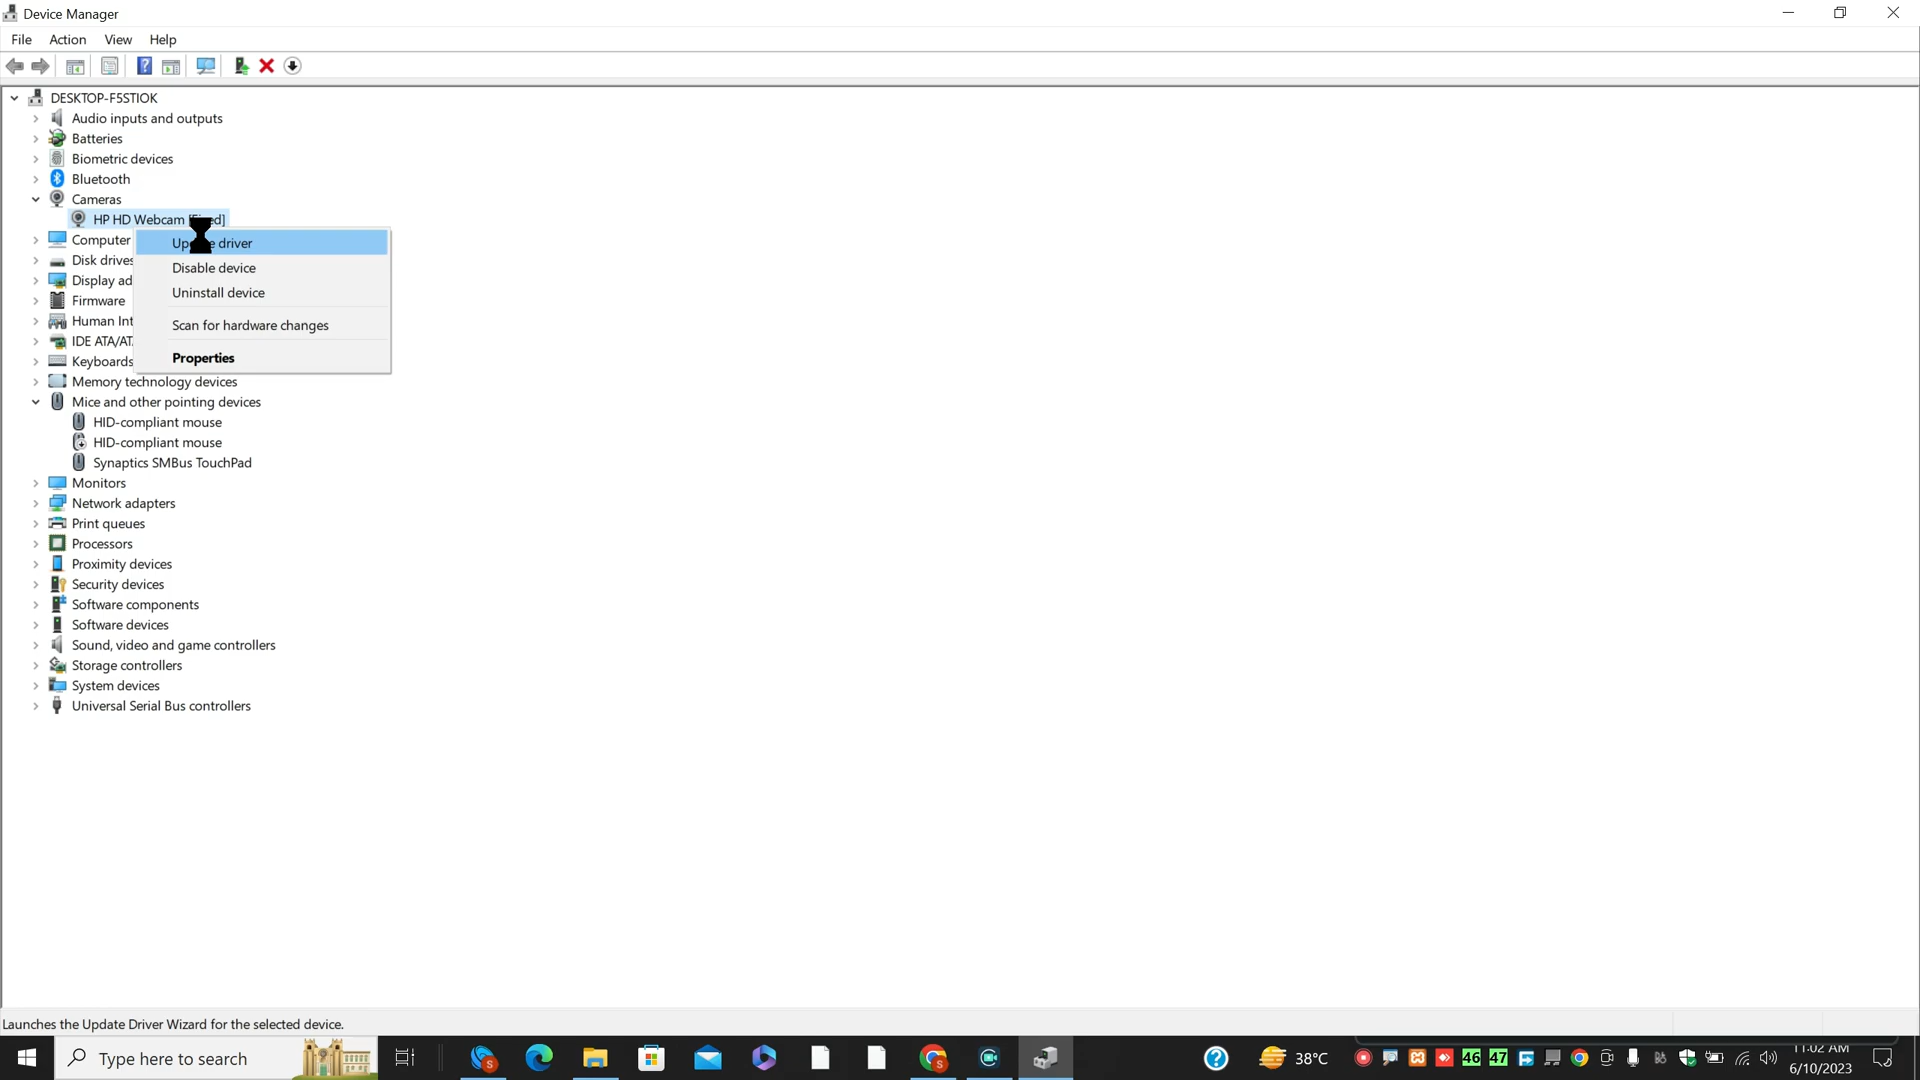 Device Manager
File Action View Help
DESKTOP-F5STIOK
Audio inputs and outputs
Batteries
Biometric devices
Bluetooth
Cameras
HP HD Webcam
Update driver
Computer
Disable device
Disk drives
Display ad
Uninstall device
Firmware
Human Int
Scan for hardware changes
IDE ATA/AT
Keyboards
Properties
Memory technology devices
Mice and other pointing devices
HID-compliant mouse
HID-compliant mouse
Synaptics SMBus TouchPad
Monitors
Network adapters
Print queues
Processors
Proximity devices
Security devices
Software components
Software devices
Sound, video and game controllers
Storage controllers
System devices
Universal Serial Bus controllers
Launches the Update Driver Wizard for the selected device.
Type here to search
38°C
46 47
11:02 AM
6/10/2023